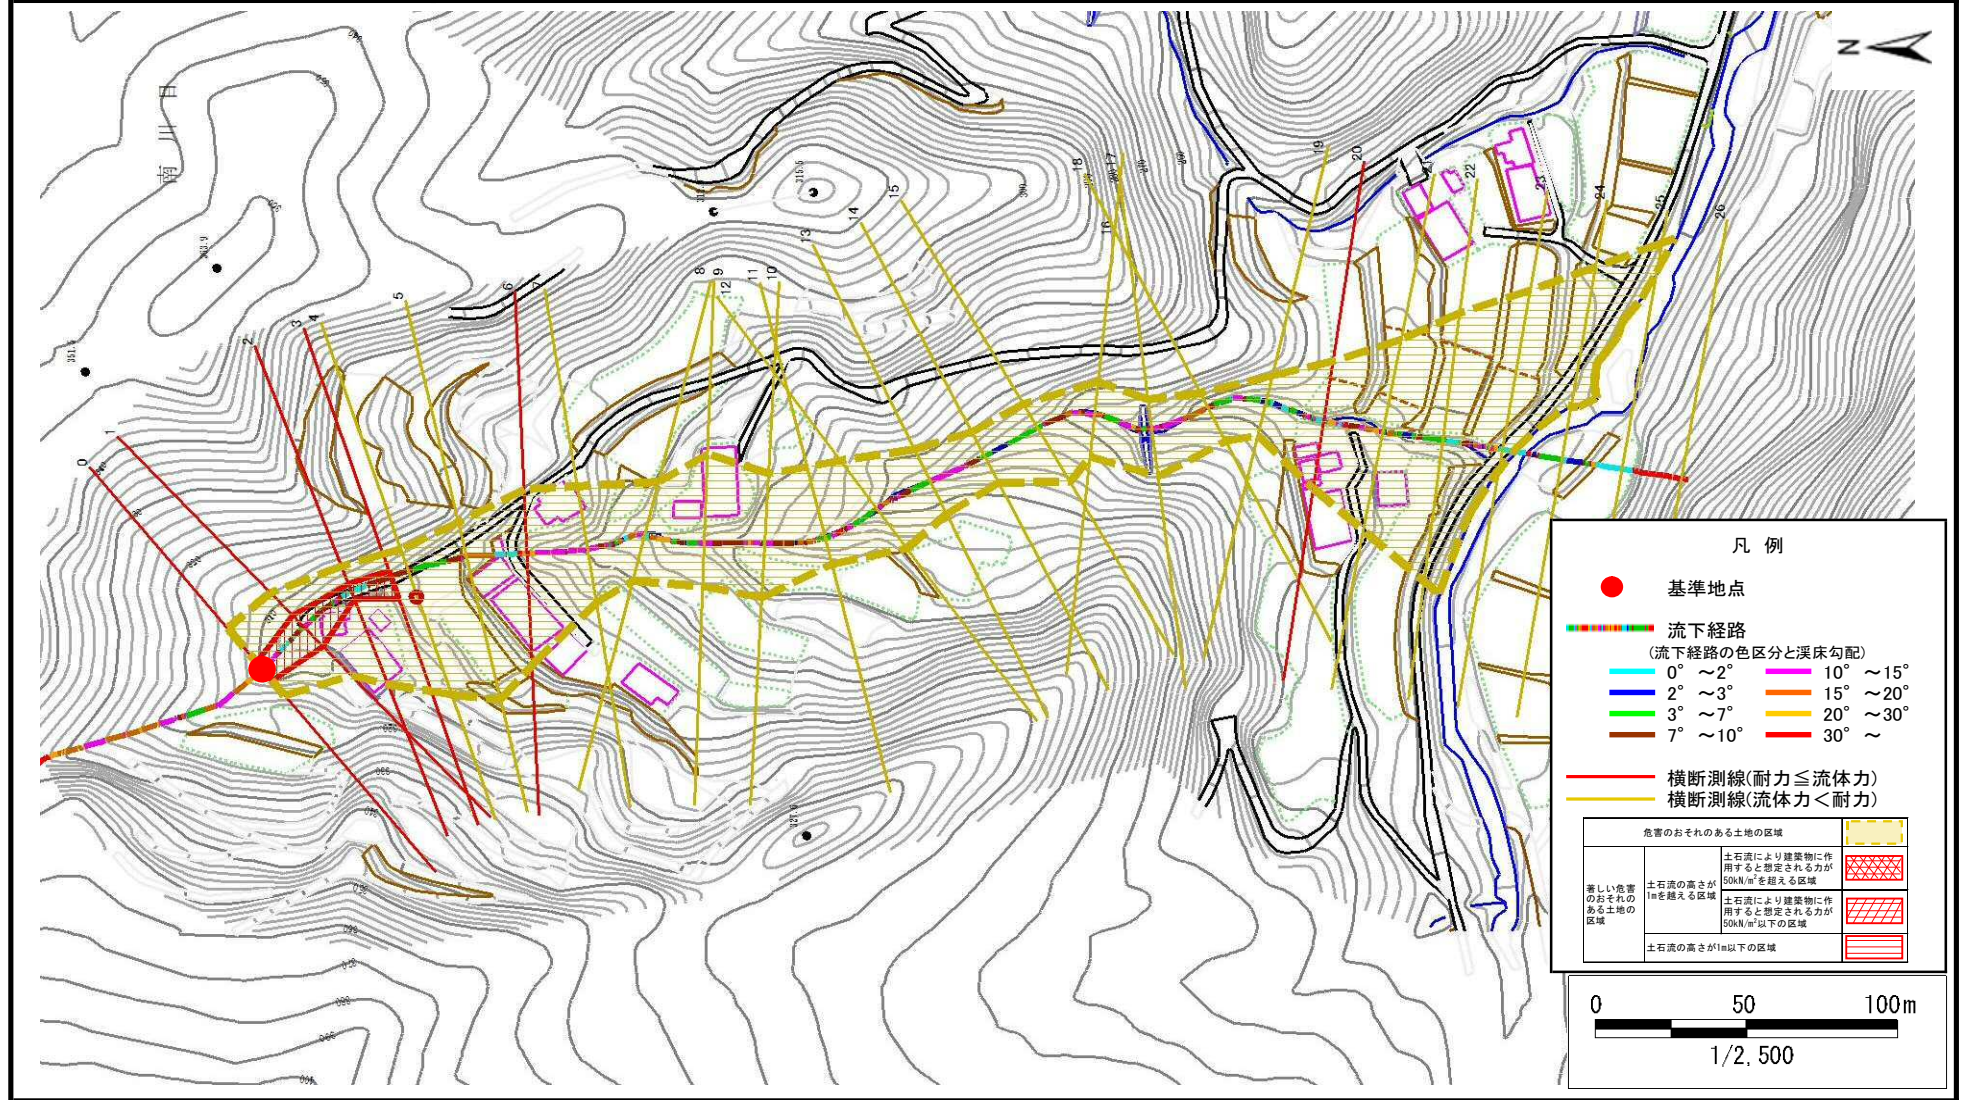 N
南川日
0
1
2
3
4
5
6
7
8
9
12
11
10
13
14
15
16
18
17
19
20
22
23
24
25
26
凡 例
基準地点
流下経路
(流下経路の色区分と渓床勾配)
0° ～2° 10° ～15°
2° ～3° 15° ～20°
3° ～7° 20° ～30°
7° ～10° 30° ～
横断測線(耐力≦流体力)
横断測線(流体力＜耐力)
危害のおそれのある土地の区域
著しい危害
のおそれの
ある土地の
区域
土石流の高さが
1mを越える区域
土石流により建築物に作
用すると想定される力が
50kN/m²を超える区域
土石流により建築物に作
用すると想定される力が
50kN/m²以下の区域
土石流の高さが1m以下の区域
0 50 100m
1/2,500